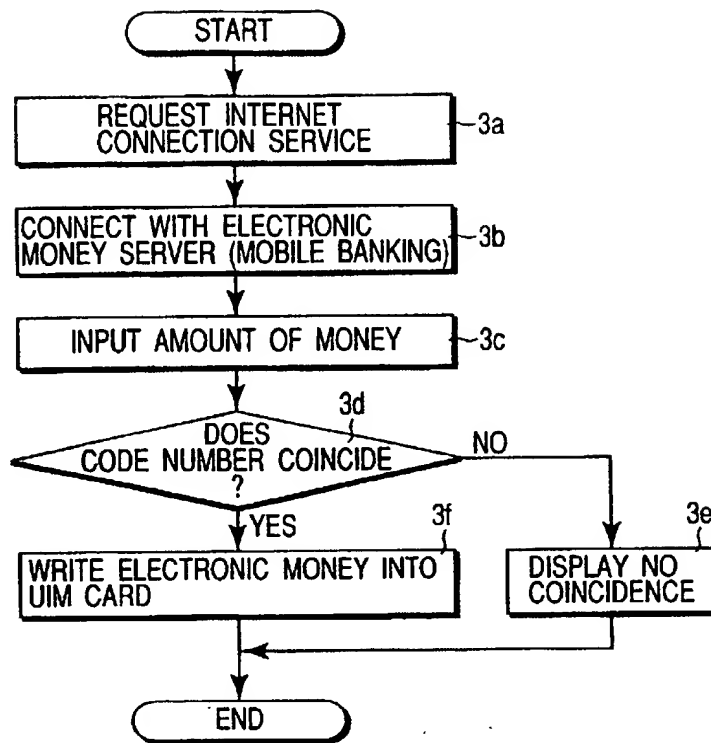 START
REQUEST INTERNET
CONNECTION SERVICE
3a
CONNECT WITH ELECTRONIC
MONEY SERVER (MOBILE BANKING)
3b
INPUT AMOUNT OF MONEY
3c
3d
DOES
CODE NUMBER COINCIDE
?
NO
YES
3f
WRITE ELECTRONIC MONEY INTO
UIM CARD
3e
DISPLAY NO
COINCIDENCE
END